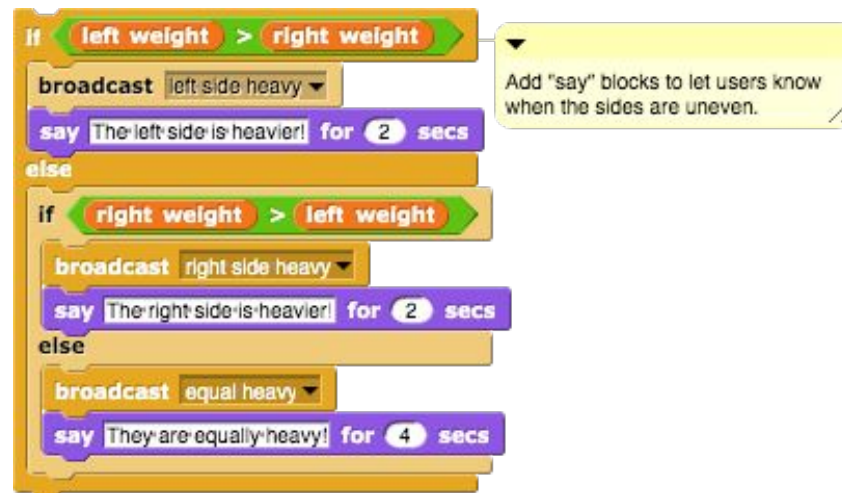 if left weight > right weight
broadcast left side heavy
say The left side is heavier! for 2 secs
else
if right weight > left weight
broadcast right side heavy
say The right side is heavier! for 2 secs
else
broadcast equal heavy
say They are equally heavy! for 4 secs
Add "say" blocks to let users know
when the sides are uneven.